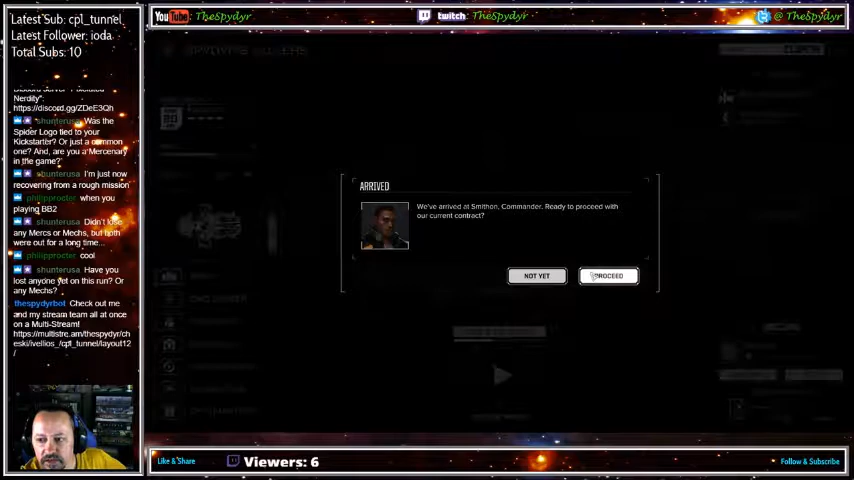 Latest Sub: cpl_tunnel
Latest Follower: ioda
Total Subs: 10
YouTube TheSpydyr
twitch TheSpydyr
@ TheSpydyr
Nerdity":
https://discord.gg/ZDeE3Qh
shunterusa: Was the
Spider Logo tied to your
Kickstarter? Or just a common
one? And, are you a Mercenary
in the game?
shunterusa: I'm just now
recovering from a rough mission
philipprocter: when you
playing BB2
shunterusa: Didn't lose
any Mercs or Mechs, but both
were out for a long time...
philipprocter: cool
shunterusa: Have you
lost anyone yet on this run? Or
any Mechs?
thespydyrbot: Check out me
and my stream team all at once
on a Multi-Stream!
https://multistre.am/thespydyr/ch
eski/ivellios_/cpl_tunnel/layout12
/
ARRIVED
We've arrived at Smithon, Commander. Ready to proceed with
our current contract?
NOT YET
PROCEED
Like & Share
Viewers: 6
Follow & Subscribe